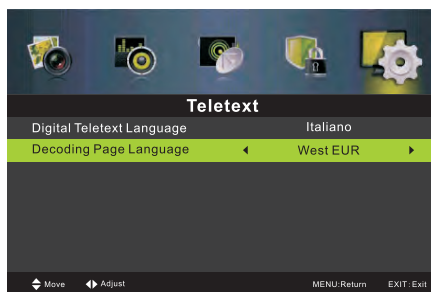 Teletext
Digital Teletext Language Italiano
Decoding Page Language West EUR
Move Adjust MENU:Return EXIT:Exit